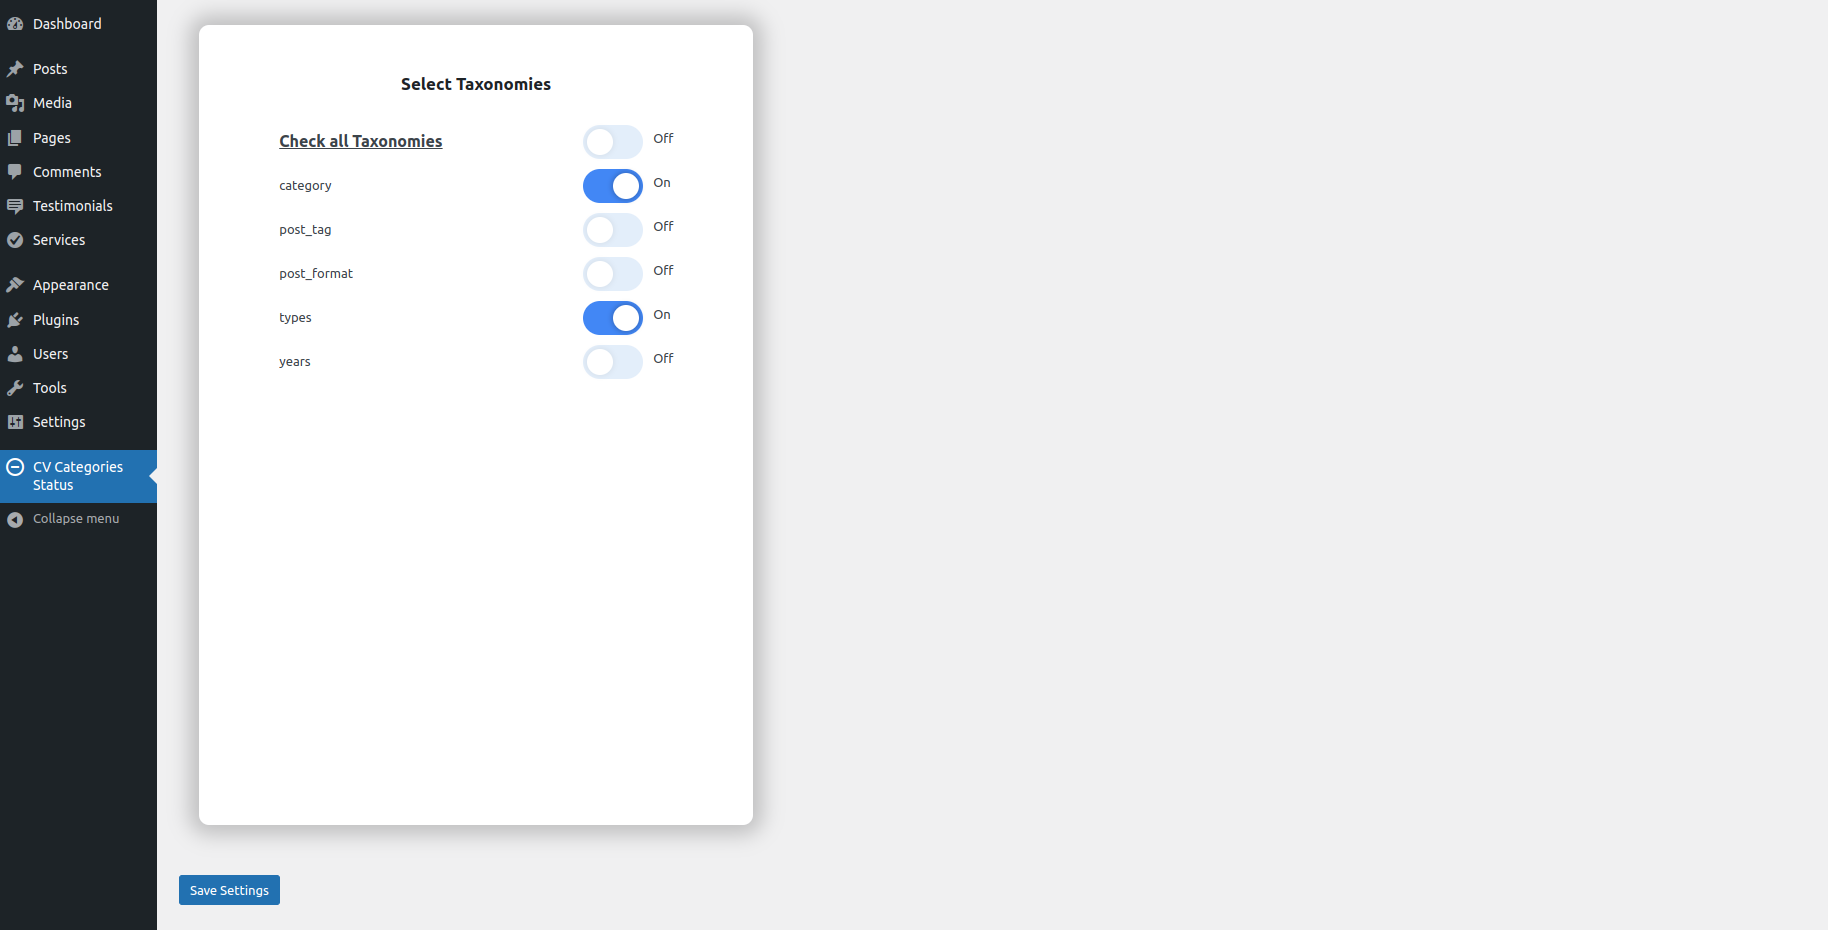 Dashboard
Posts
Media
Pages
Comments
Testimonials
Services
Appearance
Plugins
Users
Tools
Settings
CV Categories
Status
Collapse menu
Select Taxonomies
Check all Taxonomies Off
category On
post_tag Off
post_format Off
types On
years Off
Save Settings